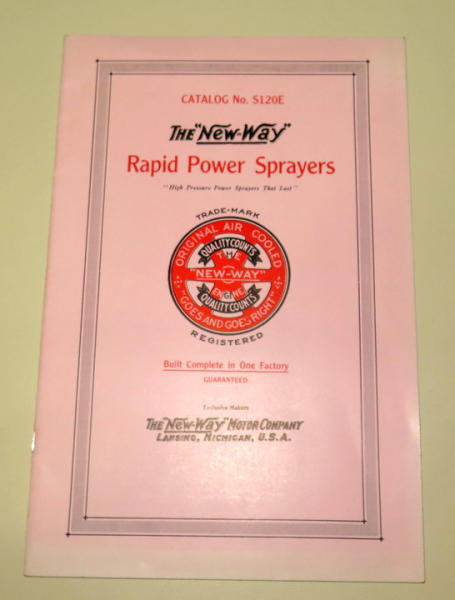 CATALOG No. S120E
THE "NEW-WAY"
Rapid Power Sprayers
"High Pressure Power Sprayers That Last"
TRADE-MARK
ORIGINAL AIR COOLED
QUALITY COUNTS
THE
"NEW-WAY"
ENGINE
QUALITY COUNTS
"GOES AND GOES RIGHT"
REGISTERED
Built Complete in One Factory
GUARANTEED
Exclusive Makers
THE "NEW-WAY" MOTOR COMPANY
LANSING, MICHIGAN, U.S.A.